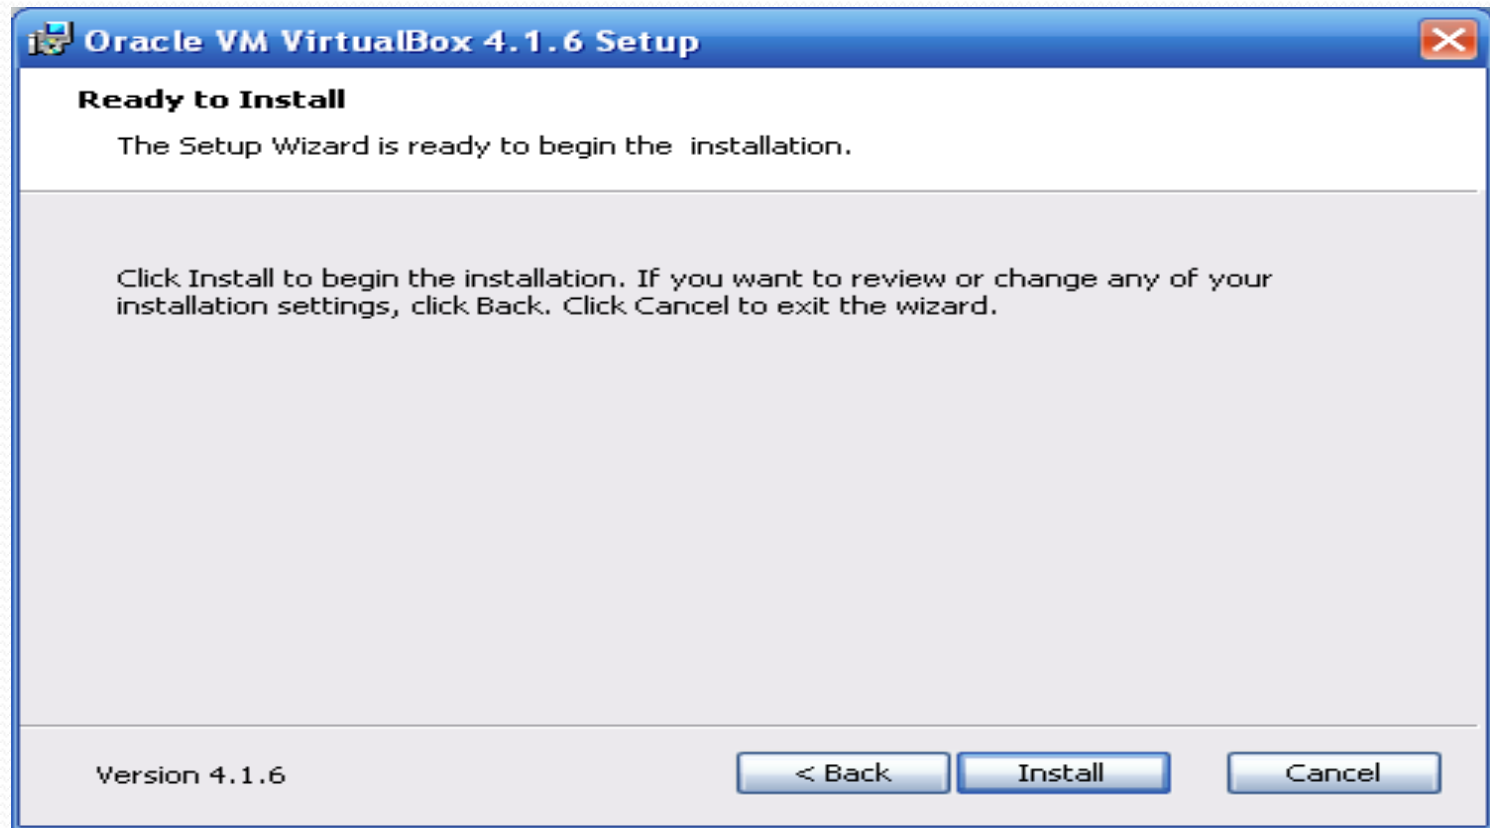 Oracle VM VirtualBox 4.1.6 Setup
Ready to Install
The Setup Wizard is ready to begin the  installation.
Click Install to begin the installation. If you want to review or change any of your
installation settings, click Back. Click Cancel to exit the wizard.
Version 4.1.6
< Back
Install
Cancel